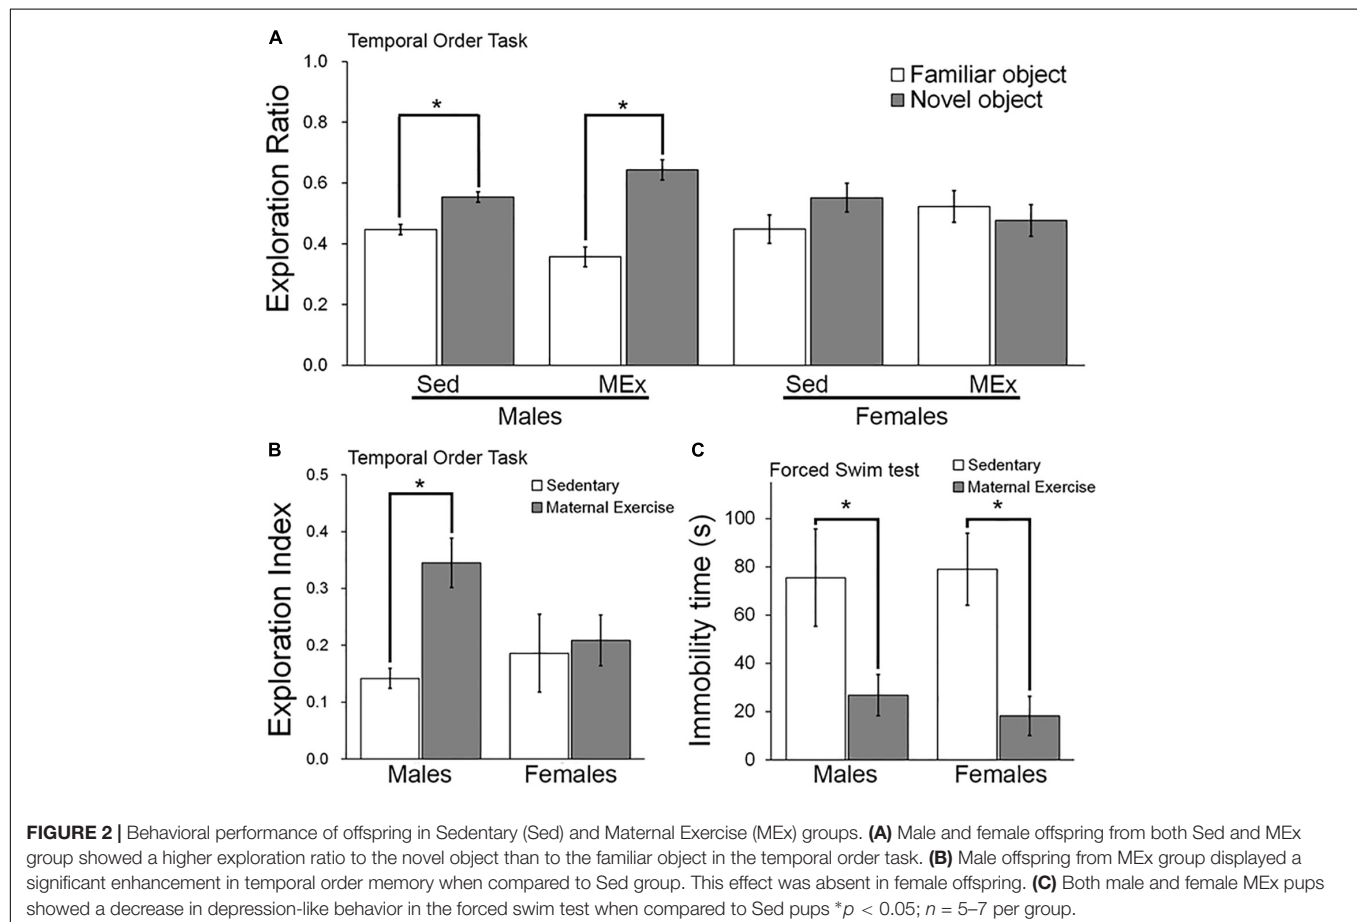 A
Temporal Order Task
Exploration Ratio
1.0
0.8
0.6
0.4
0.2
0.0
* *
Familiar object
Novel object
Sed MEx Sed MEx
Males Females
B
Temporal Order Task
Exploration Index
0.5
0.4
0.3
0.2
0.1
0.0
*
Sedentary
Maternal Exercise
Males Females
C
Forced Swim test
Immobility time (s)
100
80
60
40
20
0
* *
Sedentary
Maternal Exercise
Males Females
FIGURE 2 | Behavioral performance of offspring in Sedentary (Sed) and Maternal Exercise (MEx) groups. (A) Male and female offspring from both Sed and MEx
group showed a higher exploration ratio to the novel object than to the familiar object in the temporal order task. (B) Male offspring from MEx group displayed a
significant enhancement in temporal order memory when compared to Sed group. This effect was absent in female offspring. (C) Both male and female MEx pups
showed a decrease in depression-like behavior in the forced swim test when compared to Sed pups *p < 0.05; n = 5–7 per group.